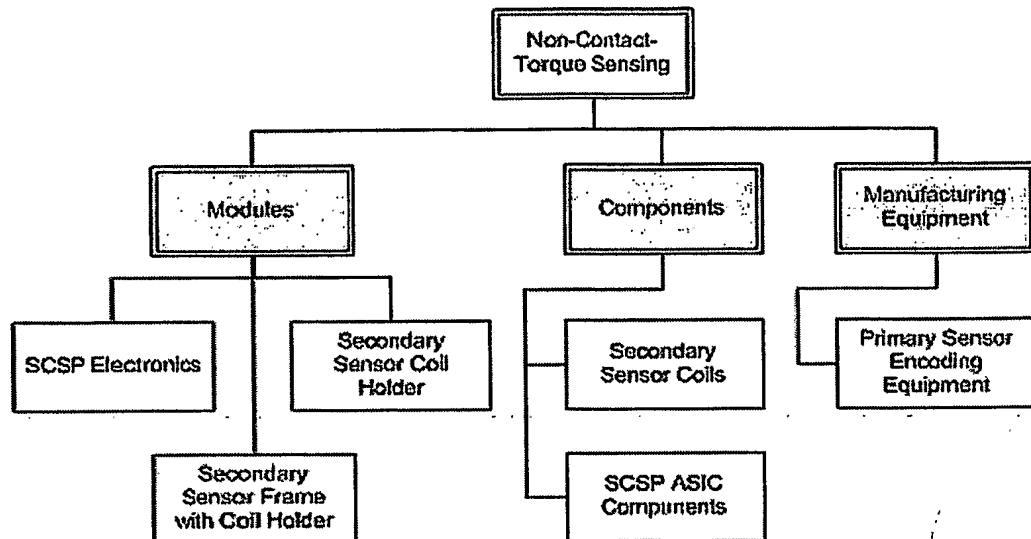 Non-Contact-
Torque Sensing
Modules
Components
Manufacturing
Equipment
SCSP Electronics
Secondary
Sensor Coil
Holder
Secondary
Sensor Coils
Primary Sensor
Encoding
Equipment
Secondary
Sensor Frame
with Coil Holder
SCSP ASIC
Components